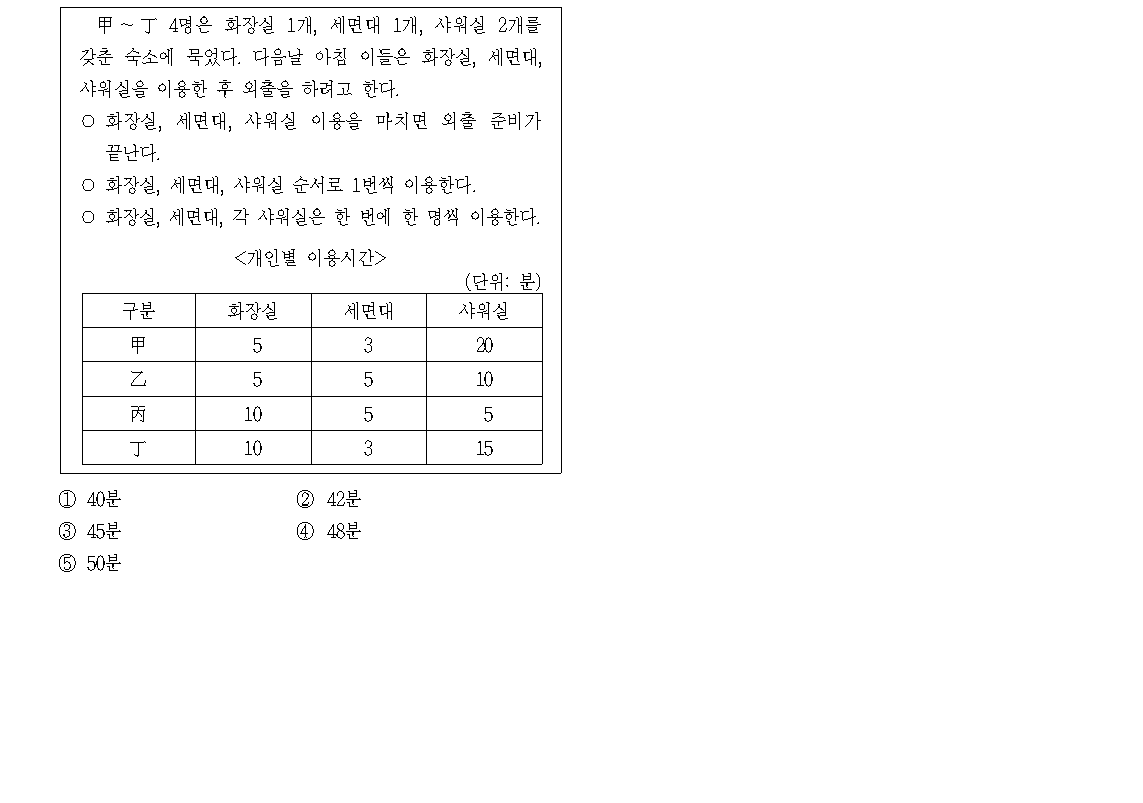 甲～丁 4명은 화장실 1개, 세면대 1개, 샤워실 2개를
갖춘 숙소에 묵었다. 다음날 아침 이들은 화장실, 세면대,
샤워실을 이용한 후 외출을 하려고 한다.
○ 화장실, 세면대, 샤워실 이용을 마치면 외출 준비가
끝난다.
○ 화장실, 세면대, 샤워실 순서로 1번씩 이용한다.
○ 화장실, 세면대, 각 샤워실은 한 번에 한 명씩 이용한다.
<개인별 이용시간>
(단위: 분)
구분 화장실 세면대 샤워실
甲 5 3 20
乙 5 5 10
丙 10 5 5
丁 10 3 15
① 40분 ② 42분
③ 45분 ④ 48분
⑤ 50분